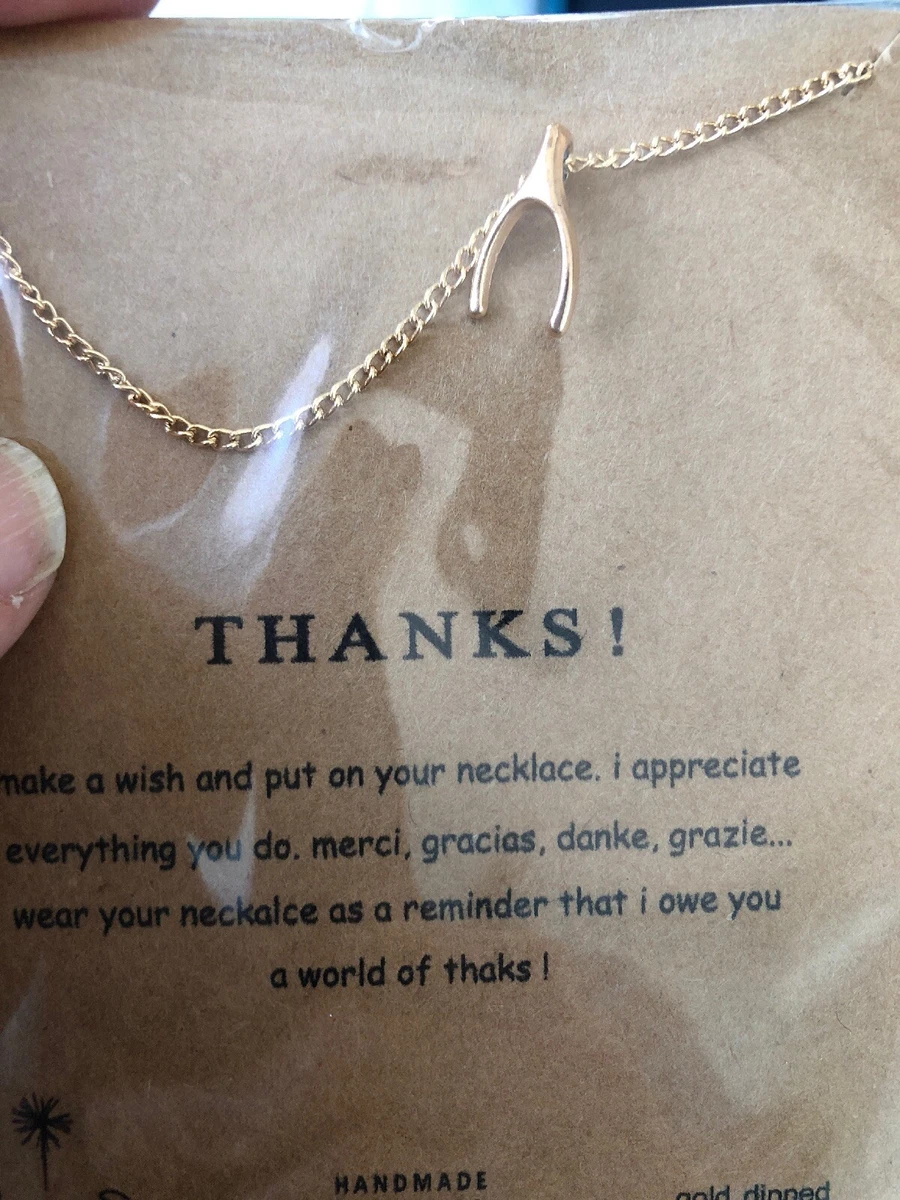 THANKS!
make a wish and put on your necklace. i appreciate
everything you do. merci, gracias, danke, grazie...
wear your neckalce as a reminder that i owe you
a world of thaks !
HANDMADE
gold dipped